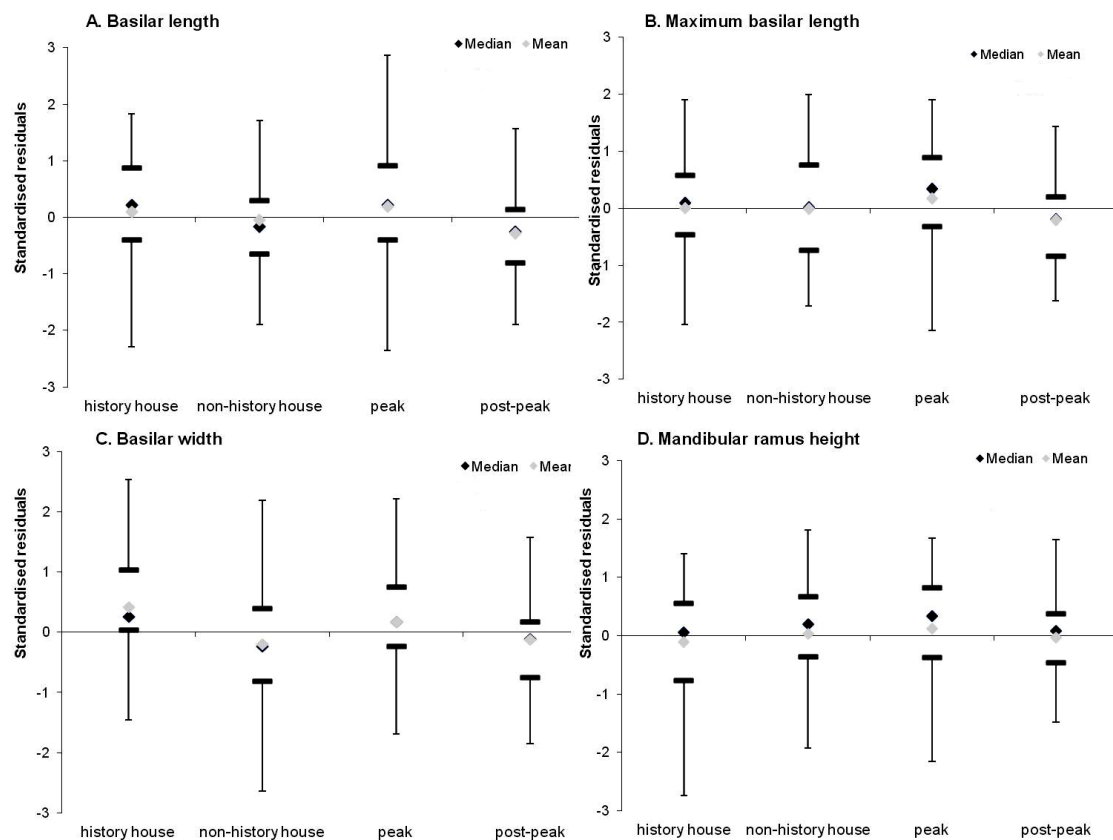 A. Basilar length
Median Mean
Standardised residuals
3
2
1
0
-1
-2
-3
history house non-history house peak post-peak
B. Maximum basilar length
Median Mean
Standardised residuals
3
2
1
0
-1
-2
-3
history house non-history house peak post-peak
C. Basilar width
Median Mean
Standardised residuals
3
2
1
0
-1
-2
-3
history house non-history house peak post-peak
D. Mandibular ramus height
Median Mean
Standardised residuals
3
2
1
0
-1
-2
-3
history house non-history house peak post-peak